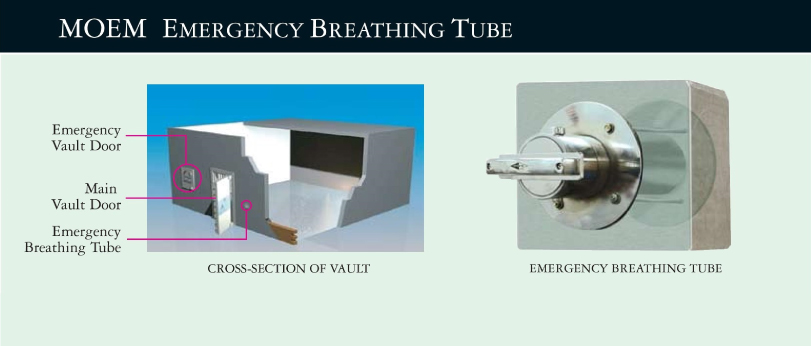 MOEM EMERGENCY BREATHING TUBE
Emergency
Vault Door
Main
Vault Door
Emergency
Breathing Tube
CROSS-SECTION OF VAULT
EMERGENCY BREATHING TUBE